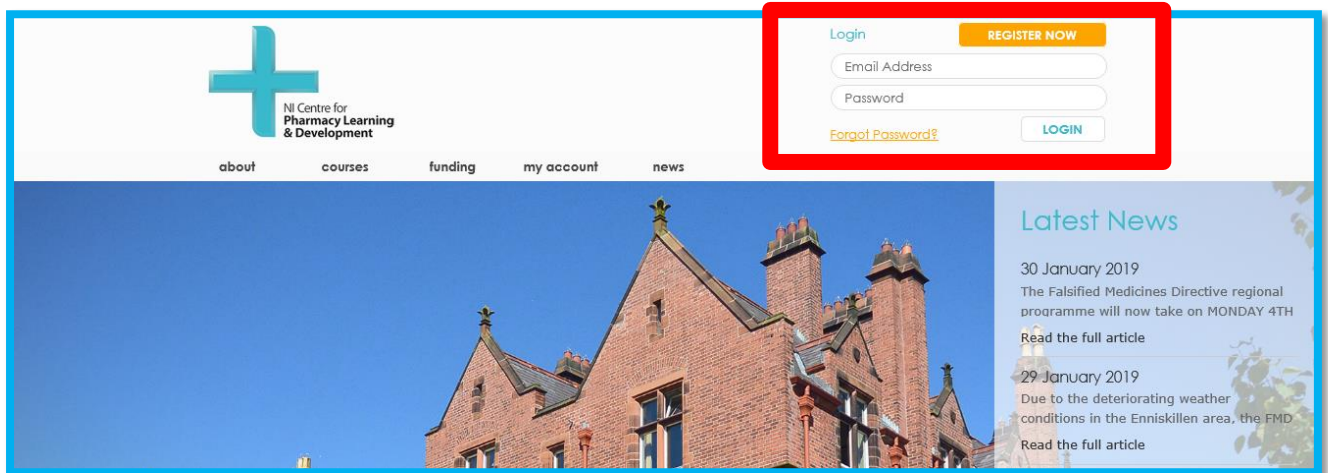 Login
REGISTER NOW
Email Address
Password
Forgot Password?
LOGIN
NI Centre for
Pharmacy Learning
& Development
about courses funding my account news
Latest News
30 January 2019
The Falsified Medicines Directive regional
programme will now take on MONDAY 4TH
Read the full article
29 January 2019
Due to the deteriorating weather
conditions in the Enniskillen area, the FMD
Read the full article